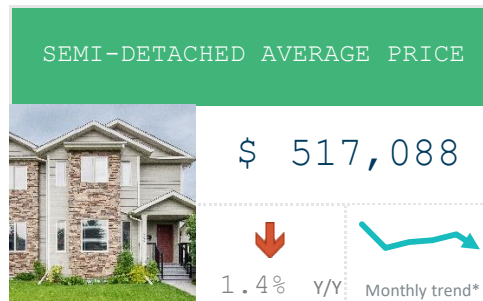 SEMI-DETACHED AVERAGE PRICE
$ 517,088
1.4% Y/Y
Monthly trend*